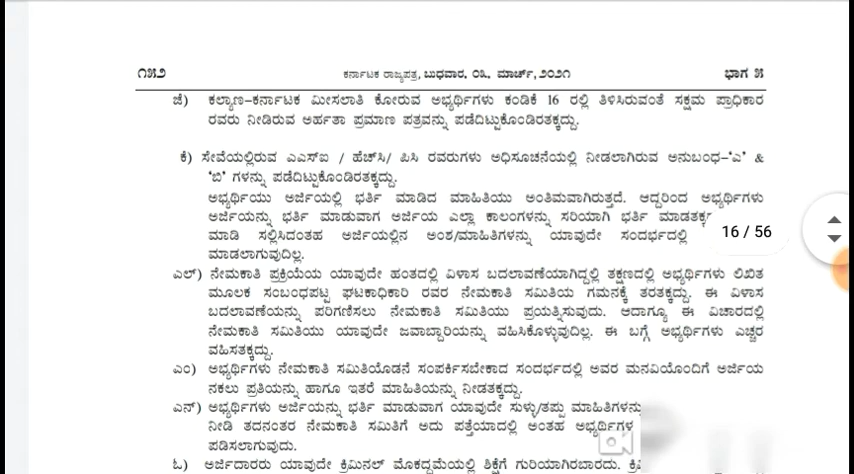 ೧೫೨ ಕರ್ನಾಟಕ ರಾಜ್ಯಪತ್ರ, ಬುಧವಾರ, ೦೩, ಮಾರ್ಚ್, ೨೦೨೧ ಭಾಗ ೫
ಜೆ) ಕಲ್ಯಾಣ-ಕರ್ನಾಟಕ ಮೀಸಲಾತಿ ಕೋರುವ ಅಭ್ಯರ್ಥಿಗಳು ಕಂಡಿಕೆ 16 ರಲ್ಲಿ ತಿಳಿಸಿರುವಂತೆ ಸಕ್ಷಮ ಪ್ರಾಧಿಕಾರ
ರವರು ನೀಡಿರುವ ಅರ್ಹತಾ ಪ್ರಮಾಣ ಪತ್ರವನ್ನು ಪಡೆದಿಟ್ಟುಕೊಂಡಿರತಕ್ಕದ್ದು.
ಕೆ) ಸೇವೆಯಲ್ಲಿರುವ ಎಎಸ್ಐ / ಹೆಚ್‌ಸಿ/ ಪಿಸಿ ರವರುಗಳು ಅಧಿಸೂಚನೆಯಲ್ಲಿ ನೀಡಲಾಗಿರುವ ಅನುಬಂಧ-'ಎ' &
'ಬಿ' ಗಳನ್ನು ಪಡೆದಿಟ್ಟುಕೊಂಡಿರತಕ್ಕದ್ದು.
ಅಭ್ಯರ್ಥಿಯು ಅರ್ಜಿಯಲ್ಲಿ ಭರ್ತಿ ಮಾಡಿದ ಮಾಹಿತಿಯು ಅಂತಿಮವಾಗಿರುತ್ತದೆ. ಆದ್ದರಿಂದ ಅಭ್ಯರ್ಥಿಗಳು
ಅರ್ಜಿಯನ್ನು ಭರ್ತಿ ಮಾಡುವಾಗ ಅರ್ಜಿಯ ಎಲ್ಲಾ ಕಾಲಂಗಳನ್ನು ಸರಿಯಾಗಿ ಭರ್ತಿ
ಮಾಡಿ ಸಲ್ಲಿಸಿದಂತಹ ಅರ್ಜಿಯಲ್ಲಿನ ಅಂಶ/ಮಾಹಿತಿಗಳನ್ನು ಯಾವುದೇ ಸಂದರ್ಭದಲ್ಲಿ
16 / 56
ಮಾಡಲಾಗುವುದಿಲ್ಲ.
ಎಲ್) ನೇಮಕಾತಿ ಪ್ರಕ್ರಿಯೆಯ ಯಾವುದೇ ಹಂತದಲ್ಲಿ ವಿಳಾಸ ಬದಲಾವಣೆಯಾಗಿದ್ದಲ್ಲಿ ತಕ್ಷಣದಲ್ಲಿ ಅಭ್ಯರ್ಥಿಗಳು ಲಿಖಿತ
ಮೂಲಕ ಸಂಬಂಧಪಟ್ಟ ಘಟಕಾಧಿಕಾರಿ ರವರ ನೇಮಕಾತಿ ಸಮಿತಿಯ ಗಮನಕ್ಕೆ ತರತಕ್ಕದ್ದು. ಈ ವಿಳಾಸ
ಬದಲಾವಣೆಯನ್ನು ಪರಿಗಣಿಸಲು ನೇಮಕಾತಿ ಸಮಿತಿಯು ಪ್ರಯತ್ನಿಸುವುದು. ಆದಾಗ್ಯೂ ಈ ವಿಚಾರದಲ್ಲಿ
ನೇಮಕಾತಿ ಸಮಿತಿಯು ಯಾವುದೇ ಜವಾಬ್ದಾರಿಯನ್ನು ವಹಿಸಿಕೊಳ್ಳುವುದಿಲ್ಲ. ಈ ಬಗ್ಗೆ ಅಭ್ಯರ್ಥಿಗಳು ಎಚ್ಚರ
ವಹಿಸತಕ್ಕದ್ದು.
ಎಂ) ಅಭ್ಯರ್ಥಿಗಳು ನೇಮಕಾತಿ ಸಮಿತಿಯೊಡನೆ ಸಂಪರ್ಕಿಸಬೇಕಾದ ಸಂದರ್ಭದಲ್ಲಿ ಅವರ ಮನವಿಯೊಂದಿಗೆ ಅರ್ಜಿಯ
ನಕಲು ಪ್ರತಿಯನ್ನು ಹಾಗೂ ಇತರೆ ಮಾಹಿತಿಯನ್ನು ನೀಡತಕ್ಕದ್ದು.
ಎನ್) ಅಭ್ಯರ್ಥಿಗಳು ಅರ್ಜಿಯನ್ನು ಭರ್ತಿ ಮಾಡುವಾಗ ಯಾವುದೇ ಸುಳ್ಳು/ತಪ್ಪು ಮಾಹಿತಿಗಳನ್ನು
ನೀಡಿ ತದನಂತರ ನೇಮಕಾತಿ ಸಮಿತಿಗೆ ಅದು ಪತ್ತೆಯಾದಲ್ಲಿ ಅಂತಹ ಅಭ್ಯರ್ಥಿಗಳ
ಪಡಿಸಲಾಗುವುದು.
ಓ) ಅರ್ಜಿದಾರರು ಯಾವುದೇ ಕ್ರಿಮಿನಲ್ ಮೊಕದ್ದಮೆಯಲ್ಲಿ ಶಿಕ್ಷೆಗೆ ಗುರಿಯಾಗಿರಬಾರದು.